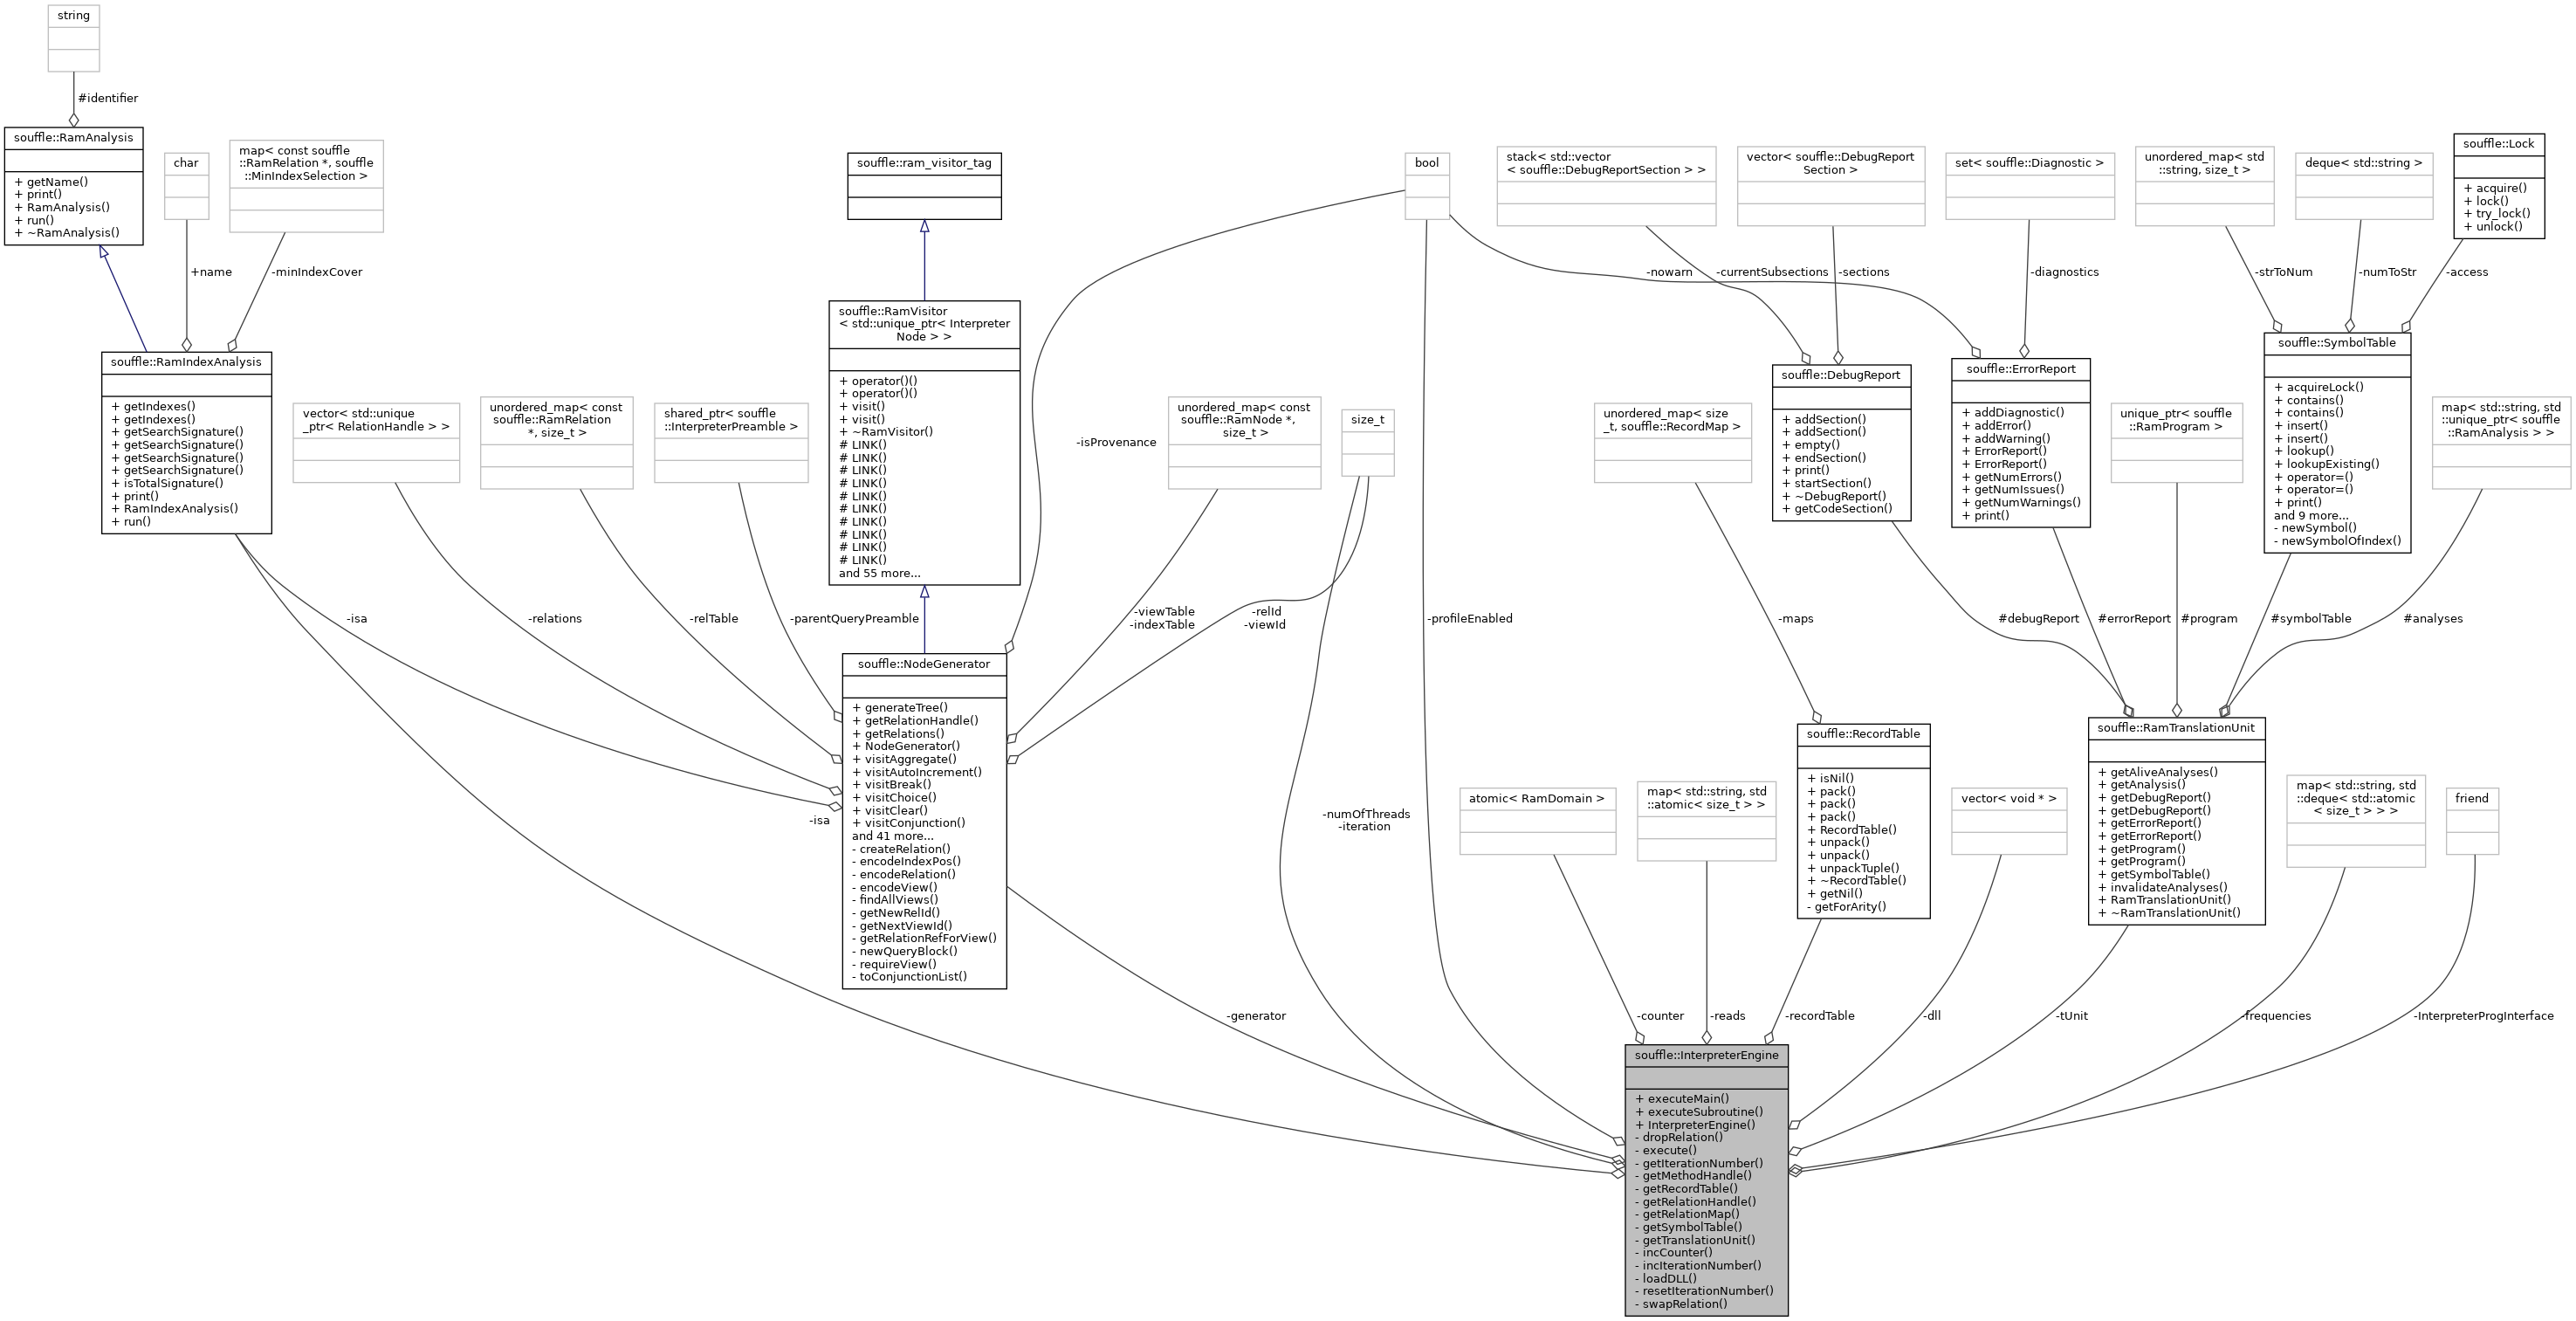 string
#identifier
souffle::RamAnalysis
+ getName()
+ print()
+ RamAnalysis()
+ run()
+ ~RamAnalysis()
char
map< const souffle
::RamRelation *, souffle
::MinIndexSelection >
souffle::ram_visitor_tag
bool
stack< std::vector
< souffle::DebugReportSection > >
vector< souffle::DebugReport
Section >
set< souffle::Diagnostic >
unordered_map< std
::string, size_t >
deque< std::string >
souffle::Lock
+ acquire()
+ lock()
+ try_lock()
+ unlock()
+name
-minIndexCover
-nowarn
-currentSubsections
-sections
-diagnostics
-strToNum
-numToStr
-access
souffle::RamIndexAnalysis
+ getIndexes()
+ getIndexes()
+ getSearchSignature()
+ getSearchSignature()
+ getSearchSignature()
+ getSearchSignature()
+ isTotalSignature()
+ print()
+ RamIndexAnalysis()
+ run()
vector< std::unique
_ptr< RelationHandle > >
unordered_map< const
souffle::RamRelation
*, size_t >
shared_ptr< souffle
::InterpreterPreamble >
souffle::RamVisitor
< std::unique_ptr< Interpreter
Node > >
+ operator()()
+ operator()()
+ visit()
+ visit()
+ ~RamVisitor()
# LINK()
# LINK()
# LINK()
# LINK()
# LINK()
# LINK()
# LINK()
# LINK()
# LINK()
# LINK()
and 55 more...
-isProvenance
unordered_map< const
souffle::RamNode *,
size_t >
size_t
unordered_map< size
_t, souffle::RecordMap >
souffle::DebugReport
+ addSection()
+ addSection()
+ empty()
+ endSection()
+ print()
+ startSection()
+ ~DebugReport()
+ getCodeSection()
souffle::ErrorReport
+ addDiagnostic()
+ addError()
+ addWarning()
+ ErrorReport()
+ ErrorReport()
+ getNumErrors()
+ getNumIssues()
+ getNumWarnings()
+ print()
unique_ptr< souffle
::RamProgram >
souffle::SymbolTable
+ acquireLock()
+ contains()
+ contains()
+ insert()
+ insert()
+ lookup()
+ lookupExisting()
+ operator=()
+ operator=()
+ print()
and 9 more...
- newSymbol()
- newSymbolOfIndex()
map< std::string, std
::unique_ptr< souffle
::RamAnalysis > >
-isa
-relations
-relTable
-parentQueryPreamble
-viewTable
-indexTable
-relId
-viewId
-profileEnabled
-maps
#debugReport
#errorReport
#program
#symbolTable
#analyses
souffle::NodeGenerator
+ generateTree()
+ getRelationHandle()
+ getRelations()
+ NodeGenerator()
+ visitAggregate()
+ visitAutoIncrement()
+ visitBreak()
+ visitChoice()
+ visitClear()
+ visitConjunction()
and 41 more...
- createRelation()
- encodeIndexPos()
- encodeRelation()
- encodeView()
- findAllViews()
- getNewRelId()
- getNextViewId()
- getRelationRefForView()
- newQueryBlock()
- requireView()
- toConjunctionList()
-isa
-numOfThreads
-iteration
atomic< RamDomain >
map< std::string, std
::atomic< size_t > >
souffle::RecordTable
+ isNil()
+ pack()
+ pack()
+ pack()
+ RecordTable()
+ unpack()
+ unpack()
+ unpackTuple()
+ ~RecordTable()
+ getNil()
- getForArity()
vector< void * >
souffle::RamTranslationUnit
+ getAliveAnalyses()
+ getAnalysis()
+ getDebugReport()
+ getDebugReport()
+ getErrorReport()
+ getErrorReport()
+ getProgram()
+ getProgram()
+ getSymbolTable()
+ invalidateAnalyses()
+ RamTranslationUnit()
+ ~RamTranslationUnit()
map< std::string, std
::deque< std::atomic
< size_t > > >
friend
-generator
-counter
-reads
-recordTable
-dll
-tUnit
-frequencies
-InterpreterProgInterface
souffle::InterpreterEngine
+ executeMain()
+ executeSubroutine()
+ InterpreterEngine()
- dropRelation()
- execute()
- getIterationNumber()
- getMethodHandle()
- getRecordTable()
- getRelationHandle()
- getRelationMap()
- getSymbolTable()
- getTranslationUnit()
- incCounter()
- incIterationNumber()
- loadDLL()
- resetIterationNumber()
- swapRelation()